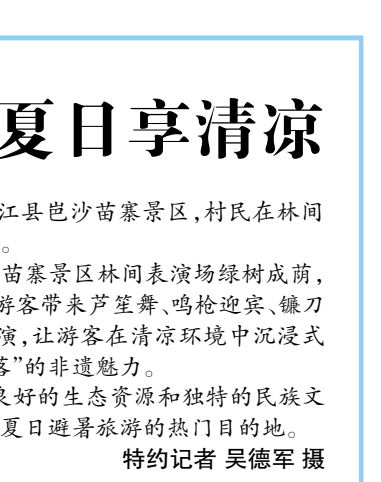 夏日享清凉
江县岜沙苗寨景区，村民在林间
。
苗寨景区林间表演场绿树成荫，
游客带来芦笙舞、鸣枪迎宾、镰刀
演，让游客在清凉环境中沉浸式
落”的非遗魅力。
良好的生态资源和独特的民族文
夏日避暑旅游的热门目的地。
特约记者 吴德军 摄